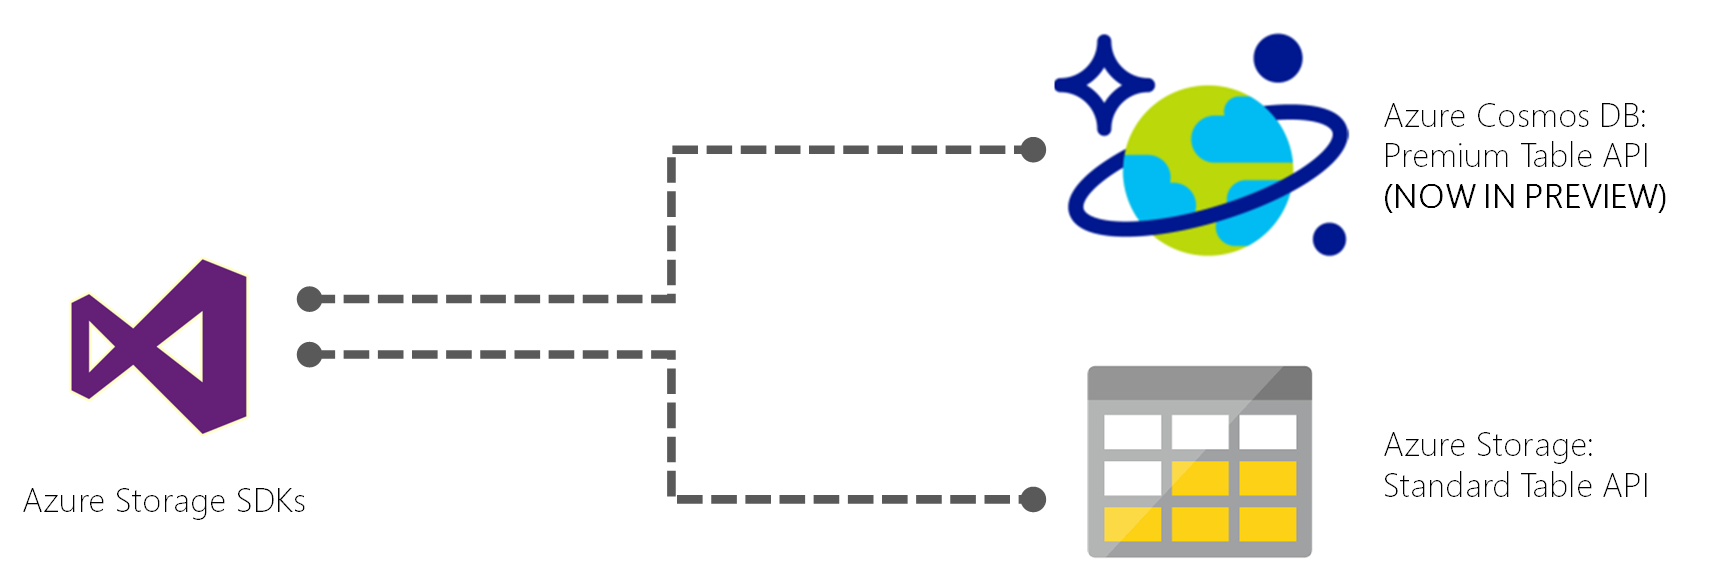 Azure Cosmos DB:
Premium Table API
(NOW IN PREVIEW)
Azure Storage SDKs
Azure Storage:
Standard Table API